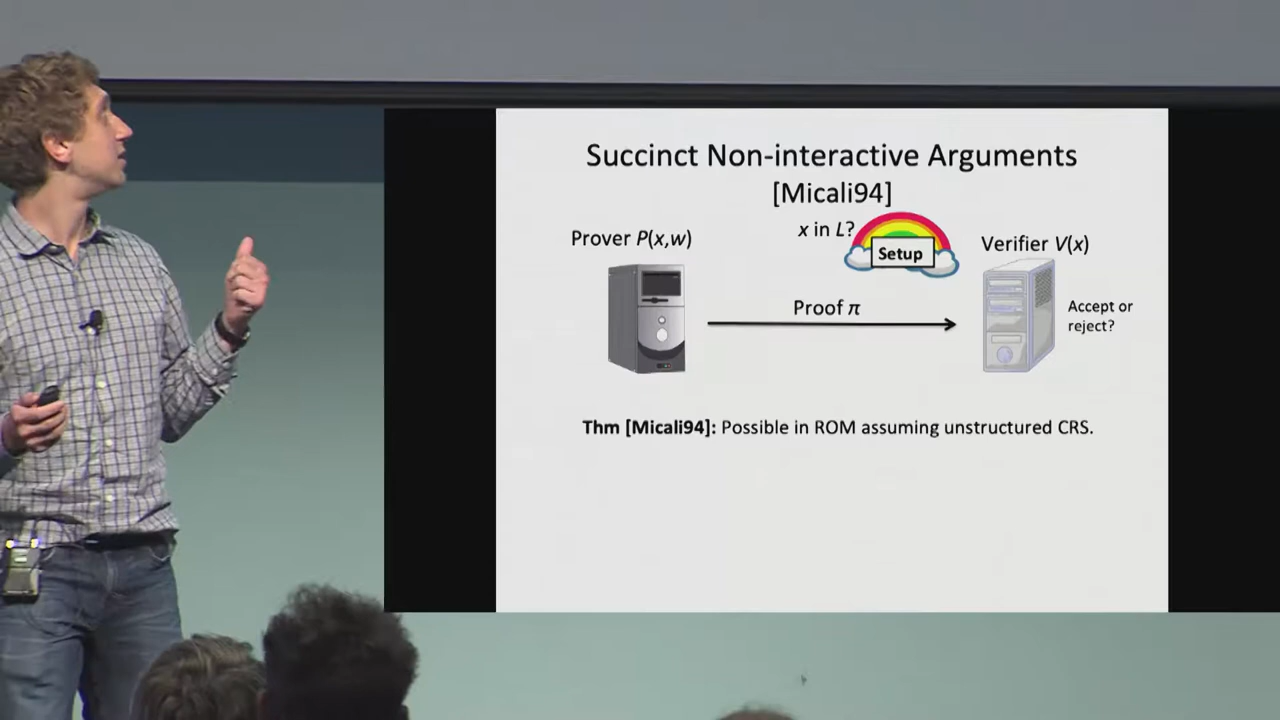 Succinct Non-interactive Arguments
[Micali94]
x in L?
Setup
Prover P(x,w)
Verifier V(x)
Proof π
Accept or
reject?
Thm [Micali94]: Possible in ROM assuming unstructured CRS.